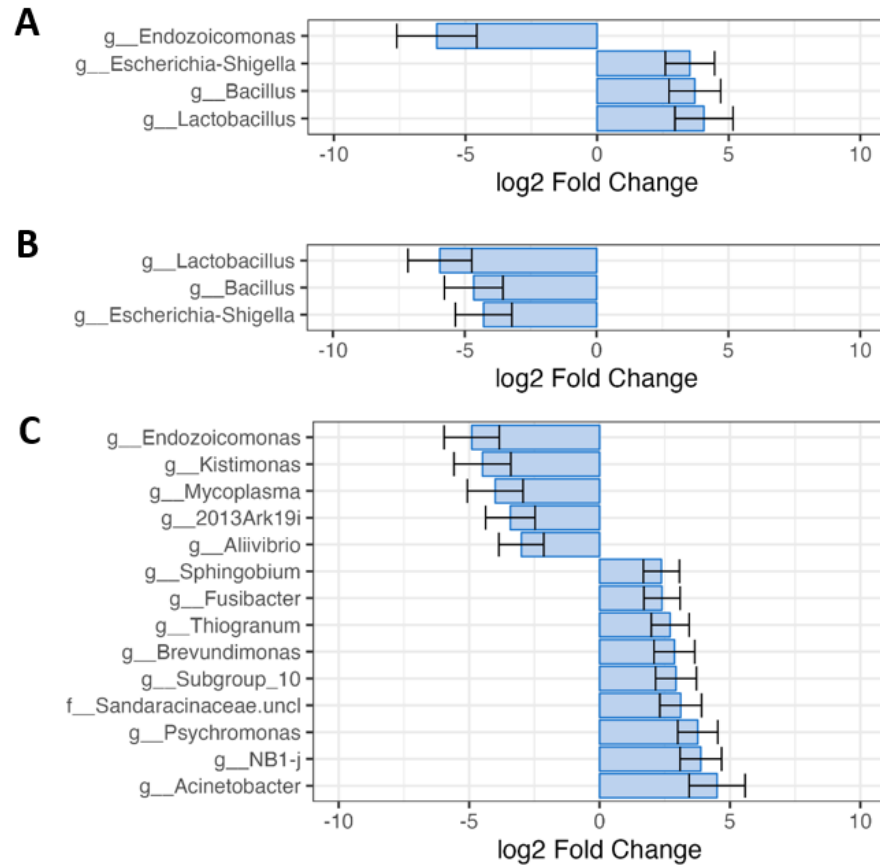 A
g__Endozoicomonas
g__Escherichia-Shigella
g__Bacillus
g__Lactobacillus
-10 -5 0 5 10
log2 Fold Change
B
g__Lactobacillus
g__Bacillus
g__Escherichia-Shigella
-10 -5 0 5 10
log2 Fold Change
C
g__Endozoicomonas
g__Kistimonas
g__Mycoplasma
g__2013Ark19i
g__Aliivibrio
g__Sphingobium
g__Fusibacter
g__Thiogranum
g__Brevundimonas
g__Subgroup_10
f__Sandaracinaceae.uncl
g__Psychromonas
g__NB1-j
g__Acinetobacter
-10 -5 0 5 10
log2 Fold Change